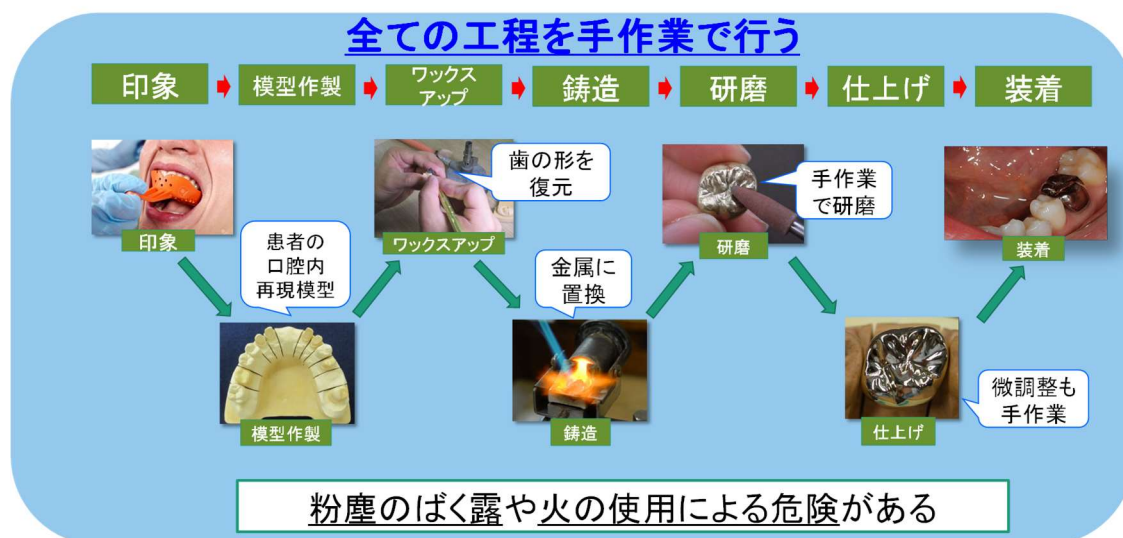 全ての工程を手作業で行う
印象
模型作製
ワックス
アップ
鋳造
研磨
仕上げ
装着
印象
患者の
口腔内
再現模型
模型作製
ワックスアップ
歯の形を
復元
金属に
置換
鋳造
研磨
手作業
で研磨
仕上げ
微調整も
手作業
装着
粉塵のばく露や火の使用による危険がある